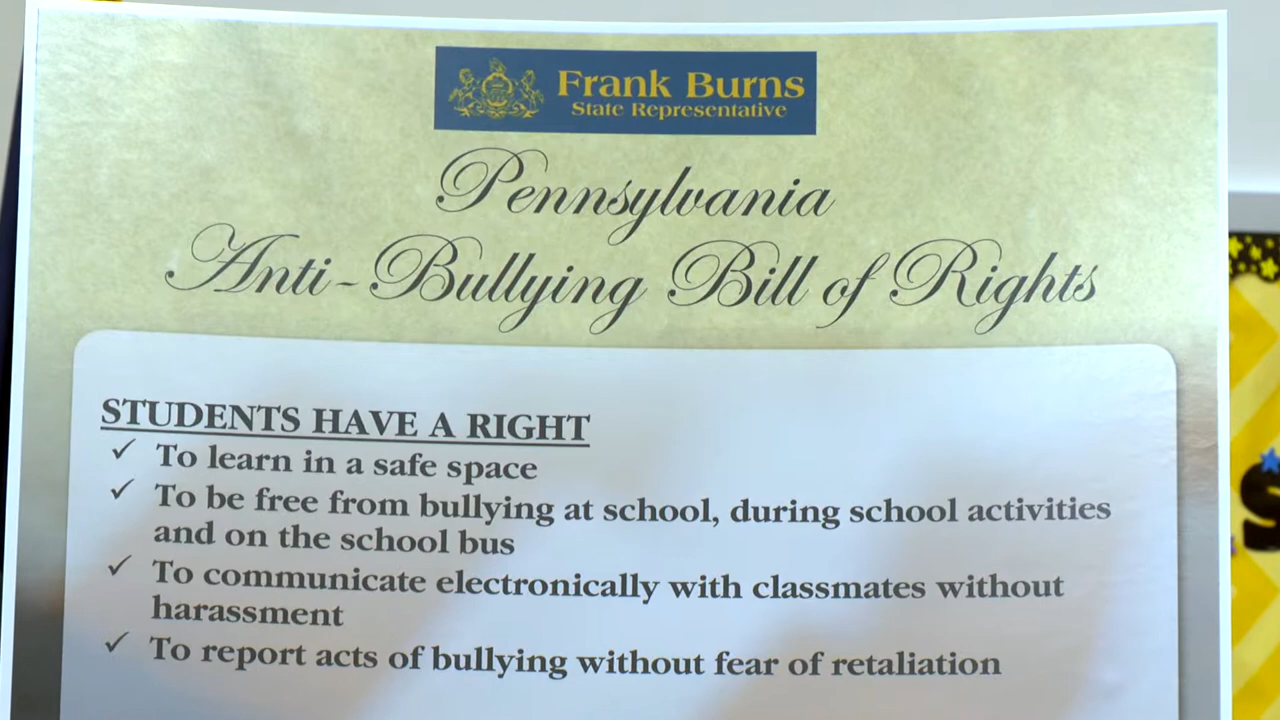 Frank Burns
State Representative
Pennsylvania
Anti-Bullying Bill of Rights
STUDENTS HAVE A RIGHT
✓ To learn in a safe space
✓ To be free from bullying at school, during school activities
and on the school bus
✓ To communicate electronically with classmates without
harassment
✓ To report acts of bullying without fear of retaliation